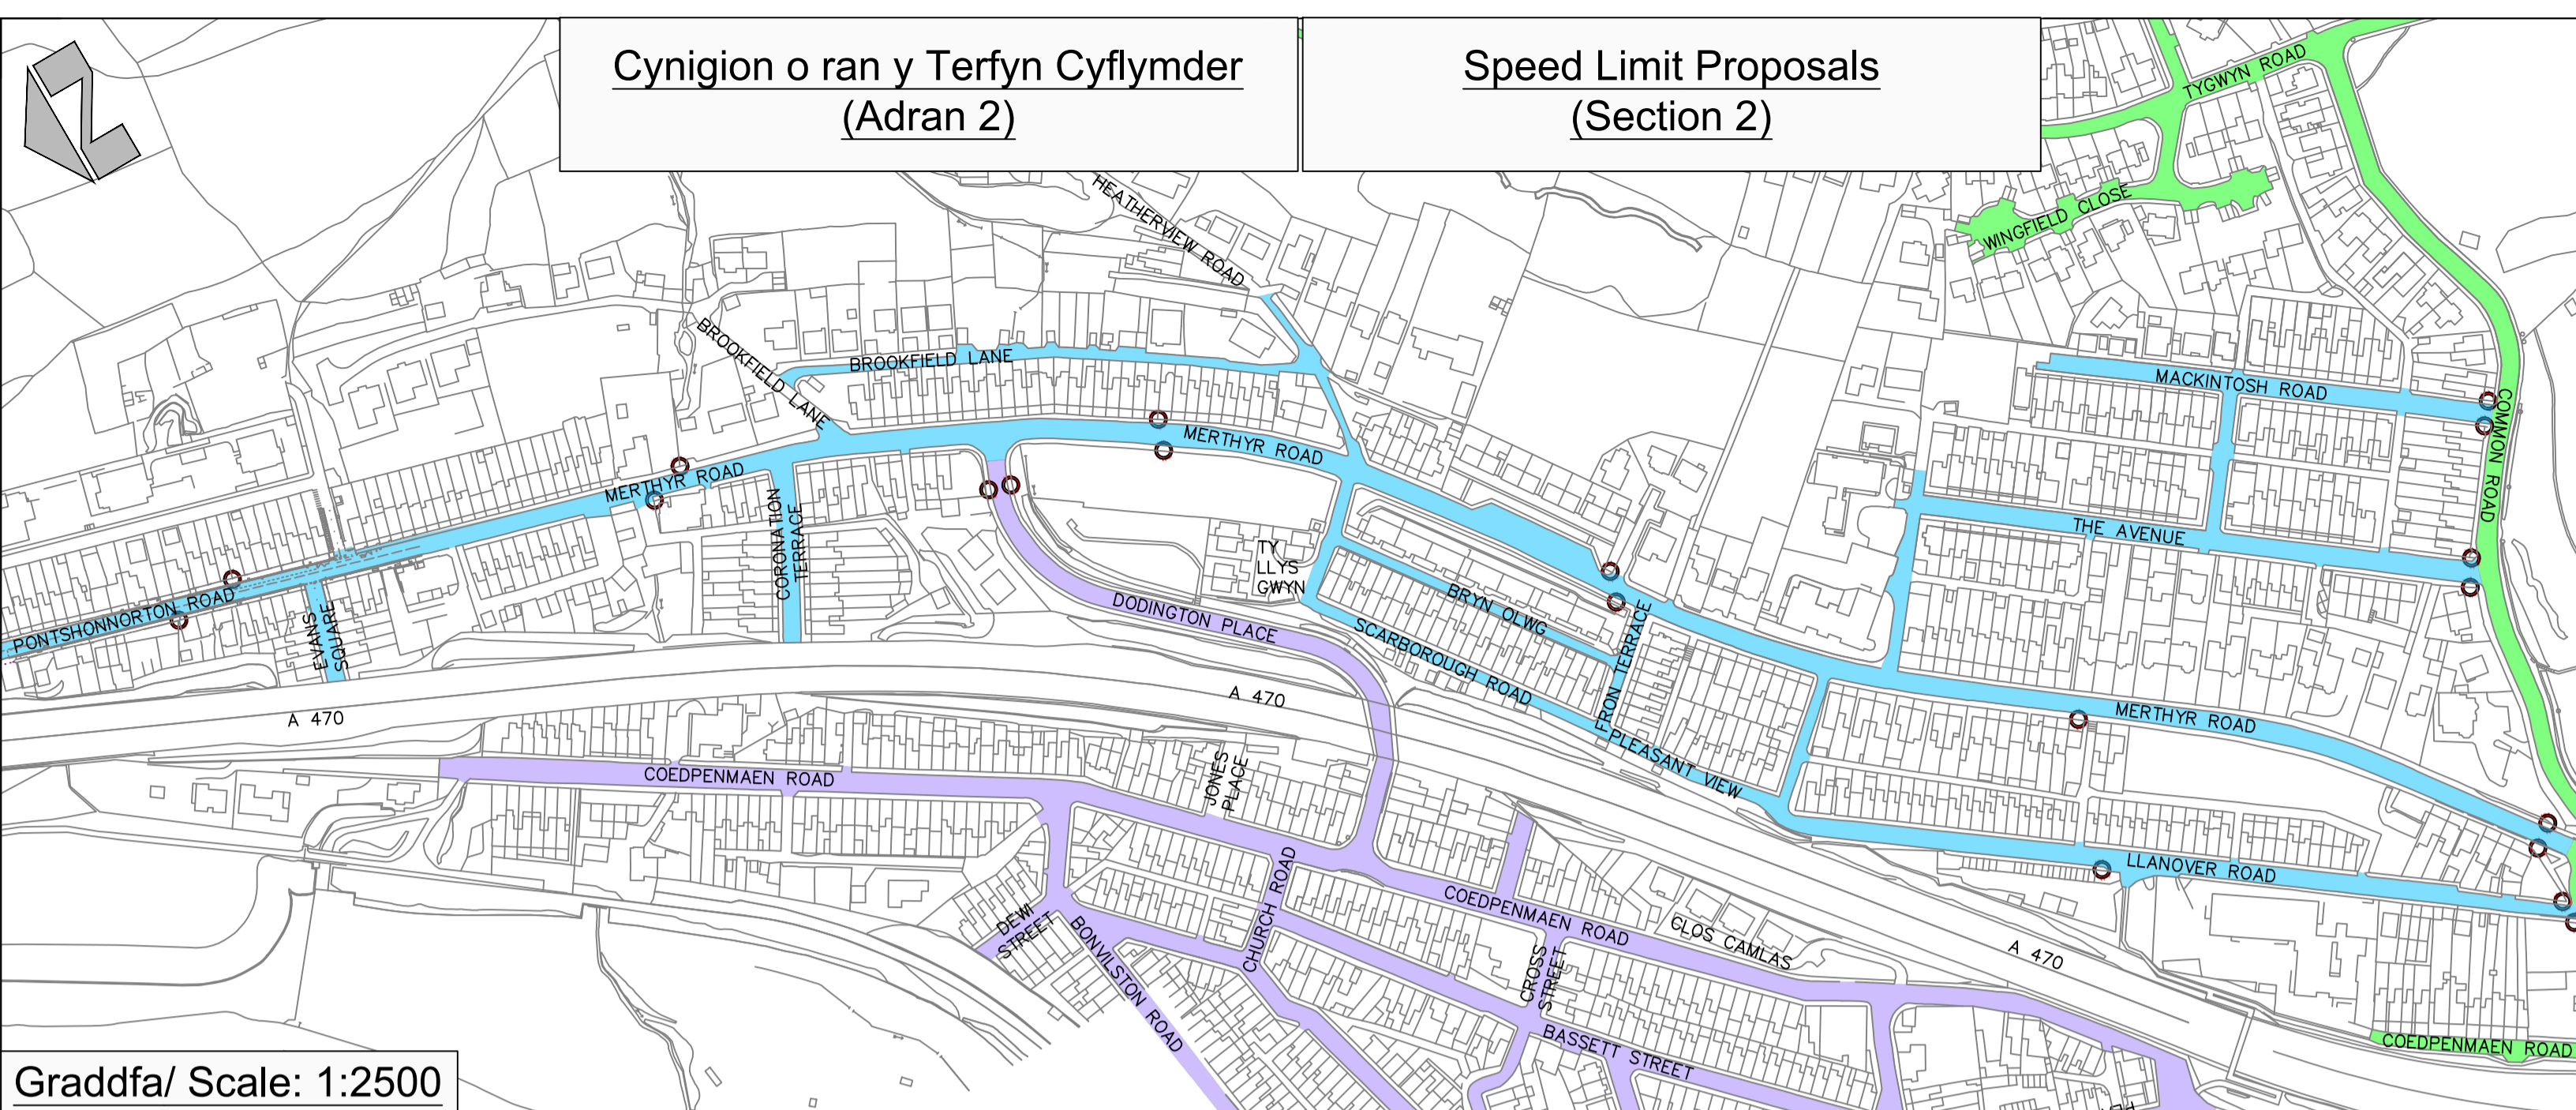 Cynigion o ran y Terfyn Cyflymder
(Adran 2)
Speed Limit Proposals
(Section 2)
TYGWYN ROAD
HEATHERVIEW ROAD
WINGFIELD CLOSE
BROOKFIELD LANE
BROOKFIELD LANE
MACKINTOSH ROAD
COMMON ROAD
MERTHYR ROAD
MERTHYR ROAD
CORONATION
TERRACE
THE AVENUE
TY
LLYS
GWYN
PONTSHONNORTON ROAD
EVANS
SQUARE
DODINGTON PLACE
BRYN OLWG
SCARBOROUGH ROAD
FRON TERRACE
A 470
A 470
MERTHYR ROAD
PLEASANT VIEW
COEDPENMAEN ROAD
JONES
PLACE
LLANOVER ROAD
DEWI
STREET
BONVILSTON ROAD
CHURCH ROAD
COEDPENMAEN ROAD
CLOS CAMLAS
A 470
CROSS
STREET
BASSETT STREET
COEDPENMAEN ROAD
Graddfa/ Scale: 1:2500